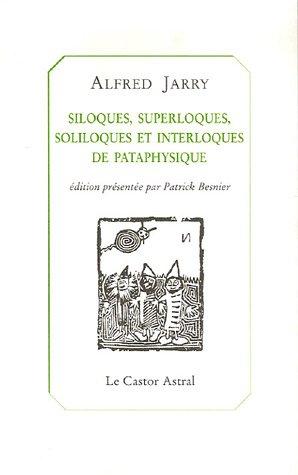 ALFRED JARRY
SILOQUES, SUPERLOQUES,
SOLILOQUES ET INTERLOQUES
DE PATAPHYSIQUE
édition présentée par Patrick Besnier
И
Le Castor Astral